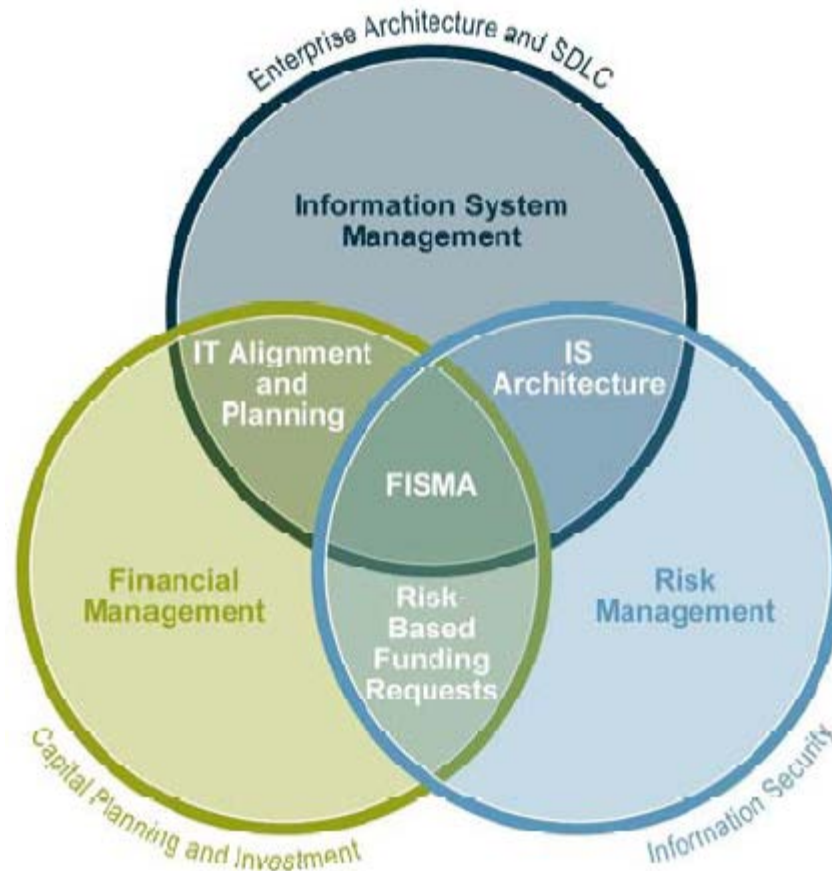 Enterprise Architecture and SDLC
Information System
Management
IT Alignment
and
Planning
IS
Architecture
FISMA
Financial
Management
Risk-
Based
Funding
Requests
Risk
Management
Capital Planning and Investment
Information Security